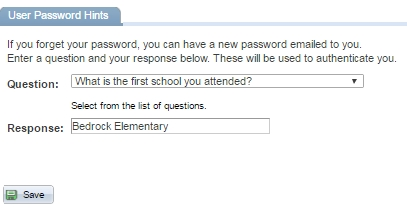 User Password Hints
If you forget your password, you can have a new password emailed to you.
Enter a question and your response below. These will be used to authenticate you.
Question: What is the first school you attended?
Select from the list of questions.
Response: Bedrock Elementary
Save